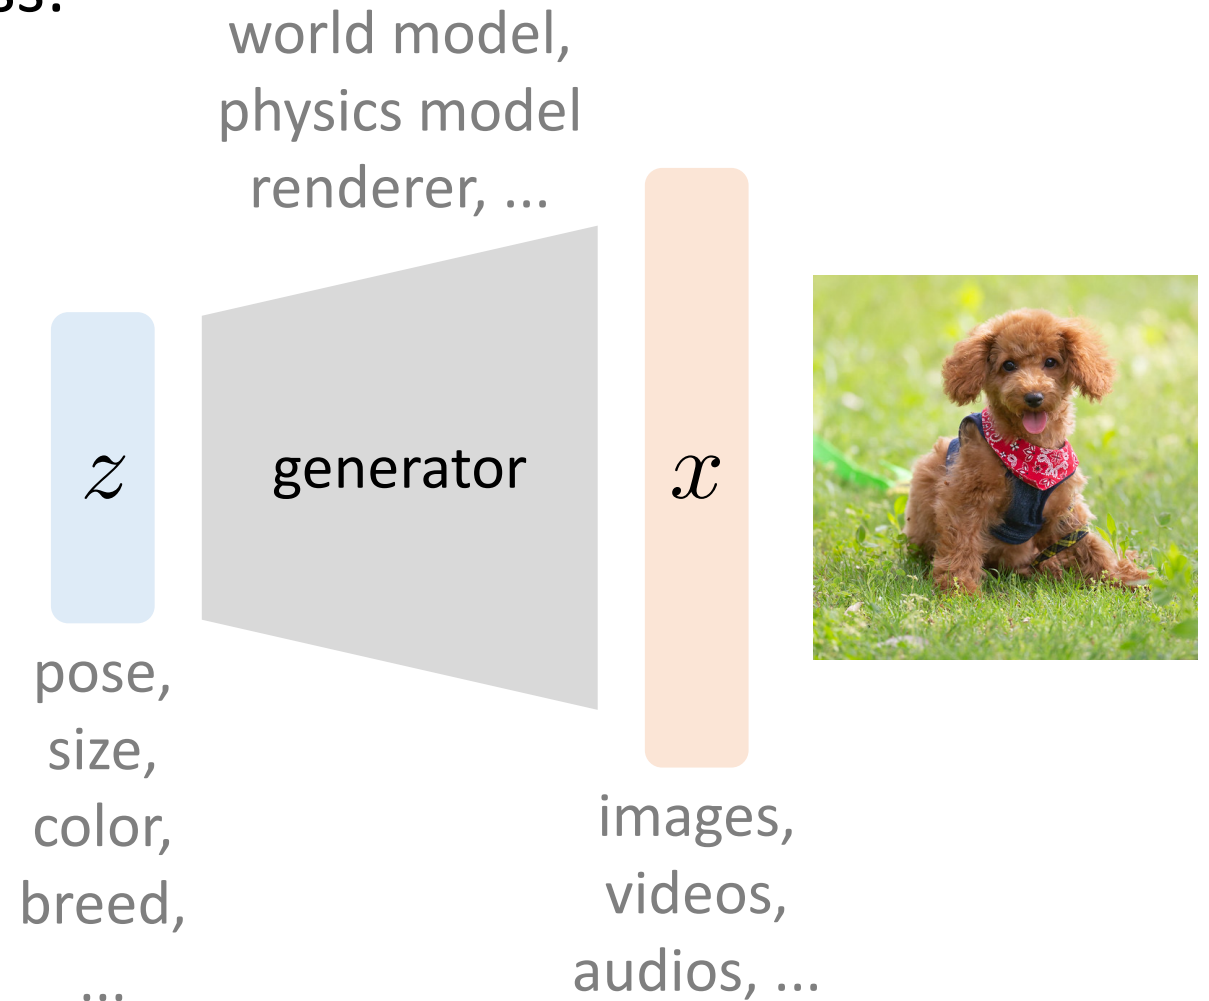 world model,
physics model
renderer, ...
z
generator
x
pose,
size,
color,
breed,
...
images,
videos,
audios, ...